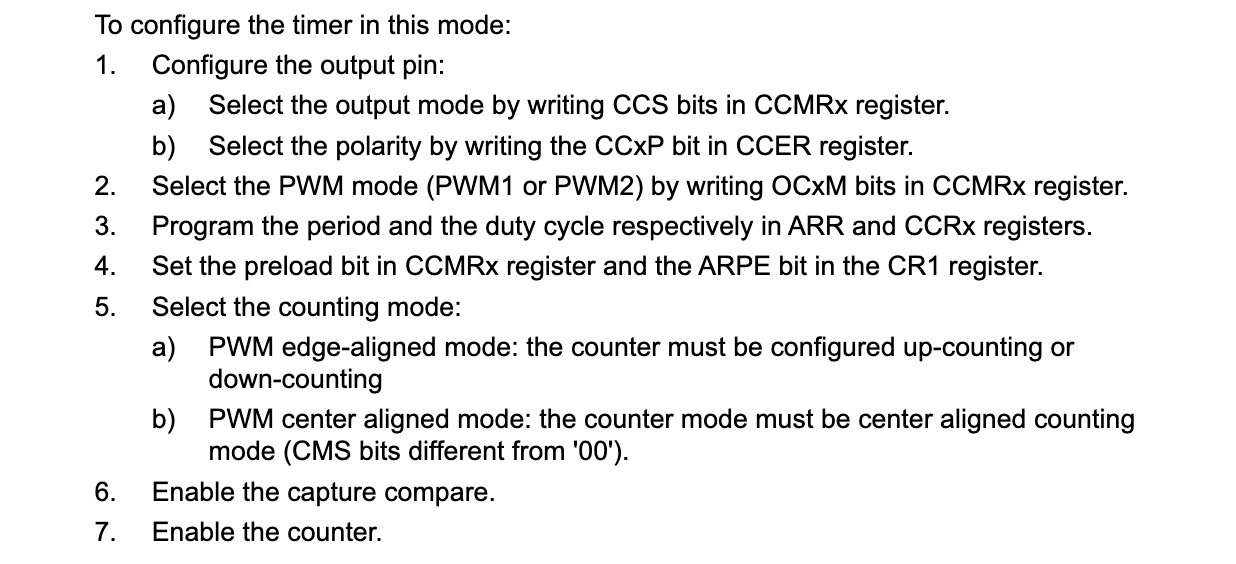 To configure the timer in this mode:
1. Configure the output pin:
a) Select the output mode by writing CCS bits in CCMRx register.
b) Select the polarity by writing the CCxP bit in CCER register.
2. Select the PWM mode (PWM1 or PWM2) by writing OCxM bits in CCMRx register.
3. Program the period and the duty cycle respectively in ARR and CCRx registers.
4. Set the preload bit in CCMRx register and the ARPE bit in the CR1 register.
5. Select the counting mode:
a) PWM edge-aligned mode: the counter must be configured up-counting or
down-counting
b) PWM center aligned mode: the counter mode must be center aligned counting
mode (CMS bits different from '00').
6. Enable the capture compare.
7. Enable the counter.